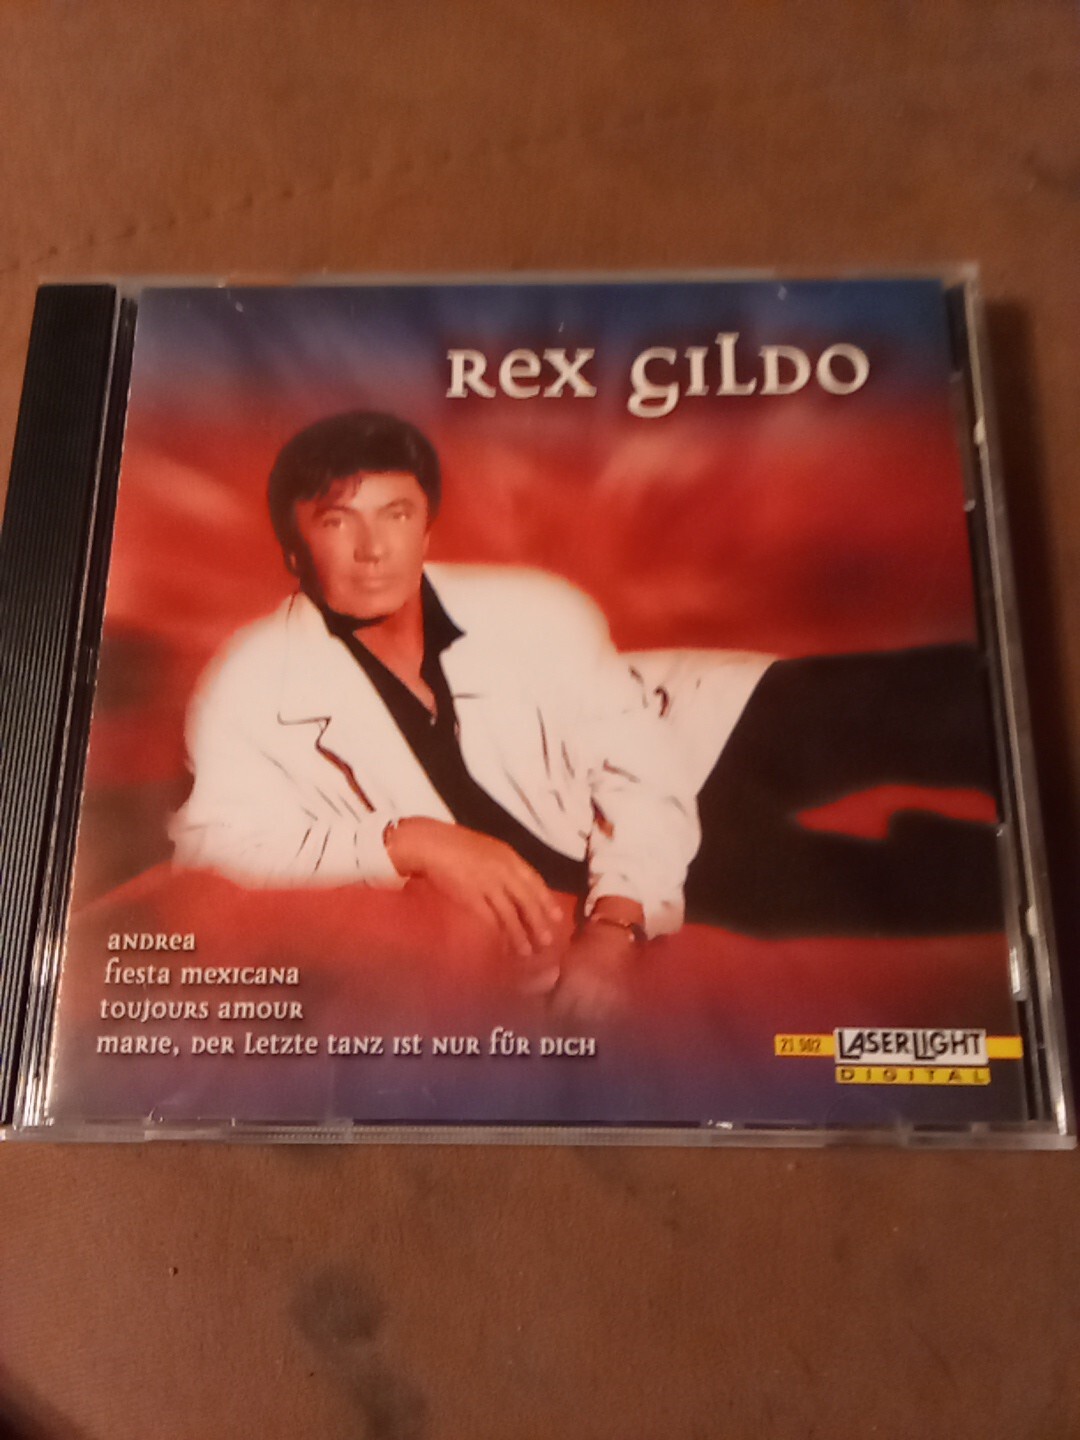 Rex Gildo
andrea
fiesta mexicana
toujours amour
marie, der letzte tanz ist nur für dich
21 502
LASERLIGHT
DIGITAL